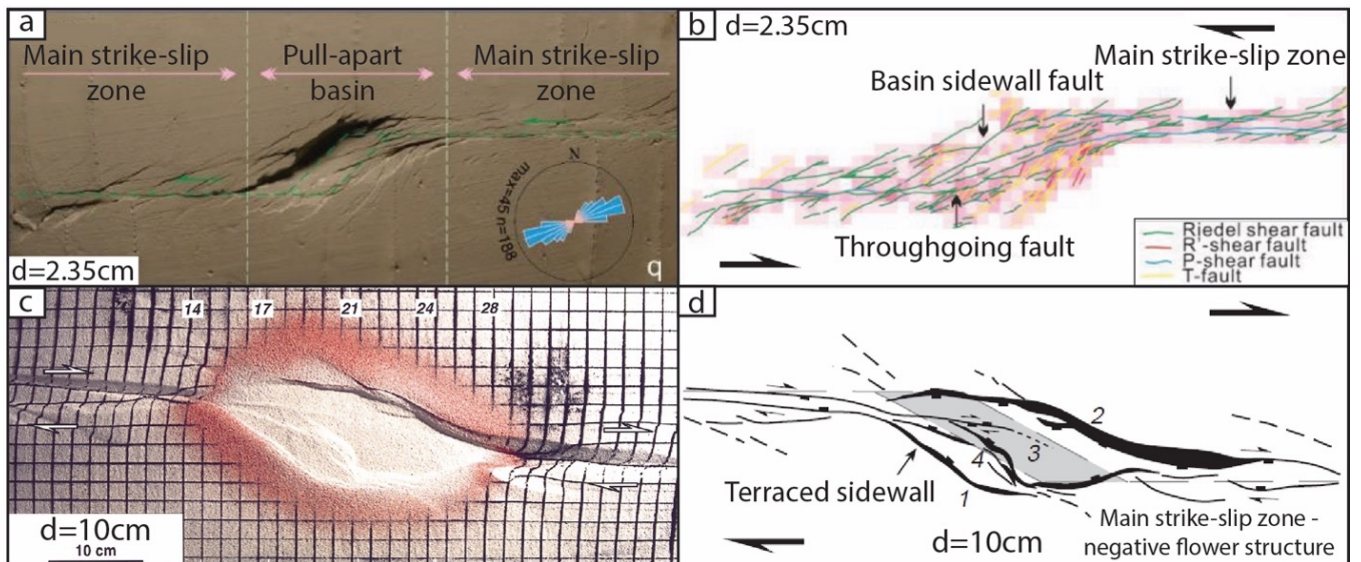 a
Main strike-slip
zone
Pull-apart
basin
Main strike-slip
zone
N
max=45 n=188
q
d=2.35cm
b
d=2.35cm
Main strike-slip zone
Basin sidewall fault
Throughgoing fault
Riedel shear fault
R'-shear fault
P-shear fault
T-fault
c
14 17 21 24 28
d=10cm
10 cm
d
2
3
4
1
Terraced sidewall
d=10cm
Main strike-slip zone -
negative flower structure